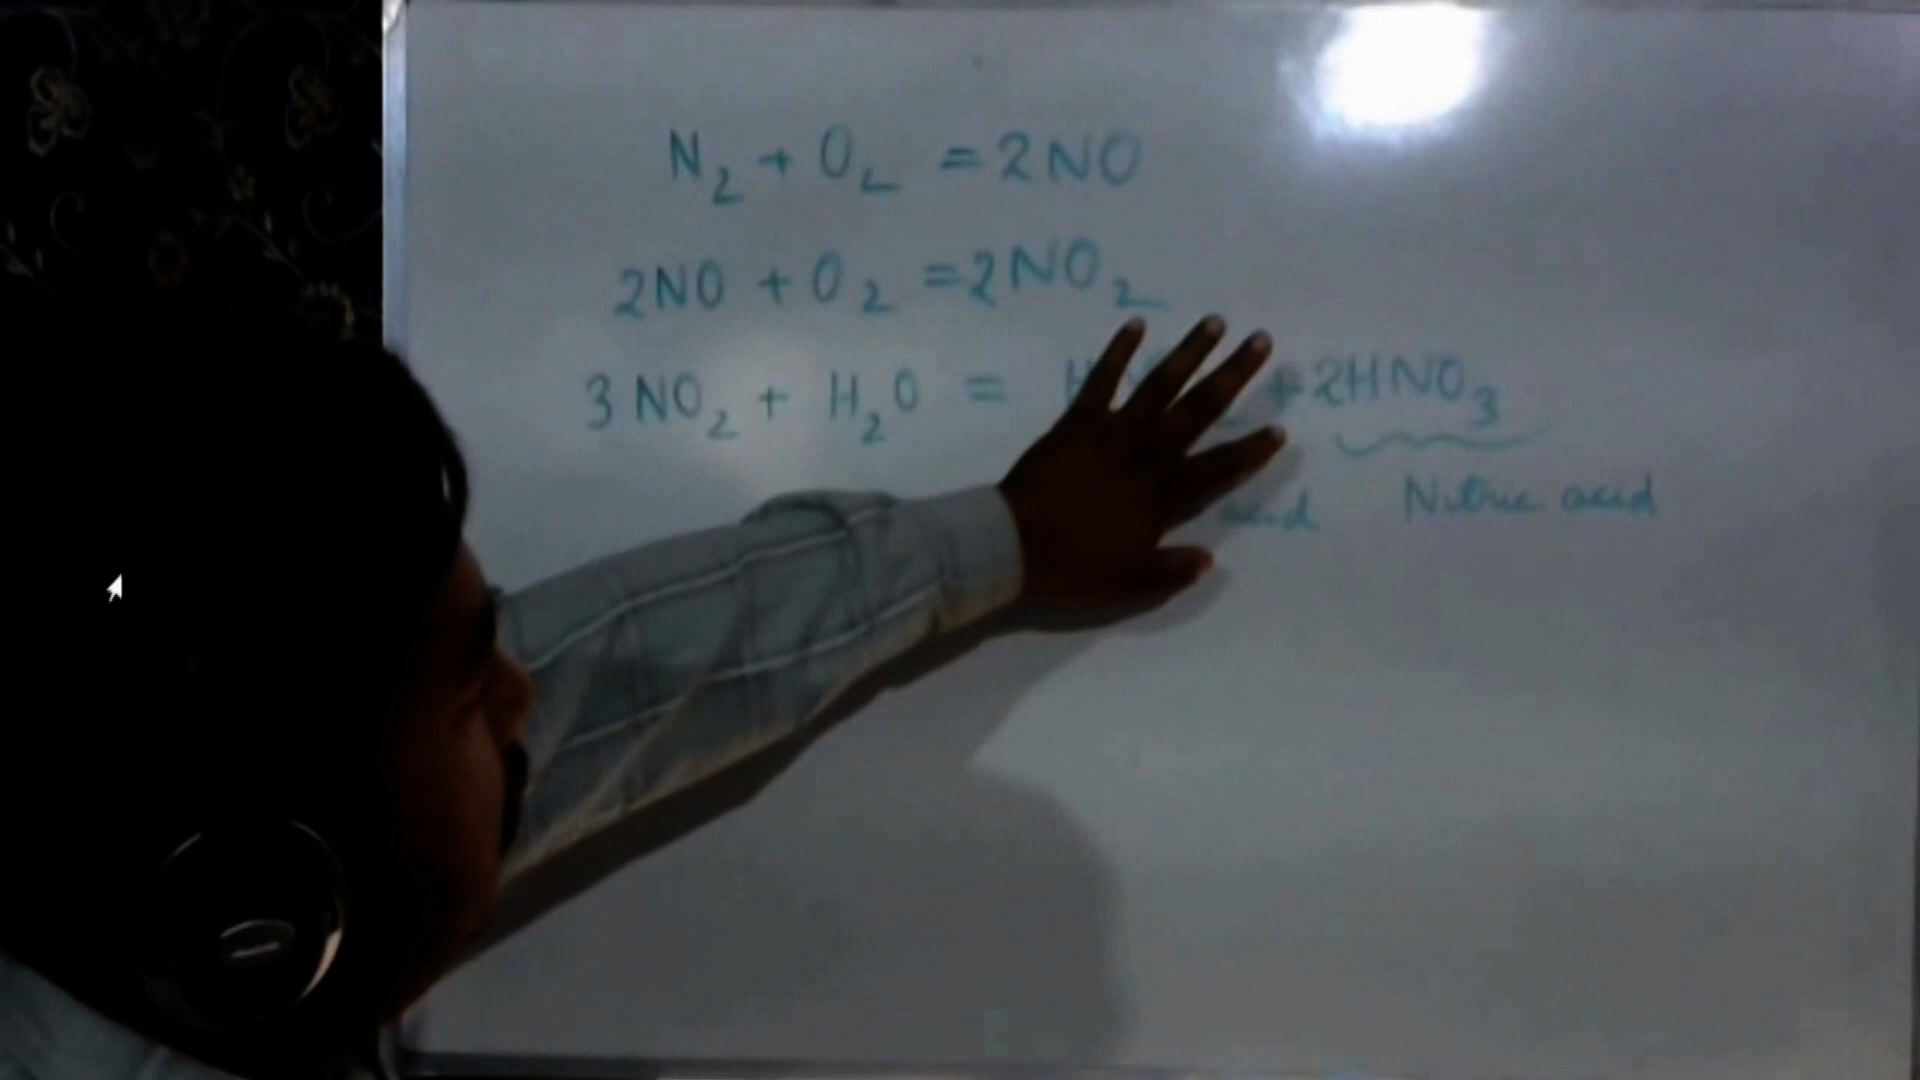 N₂ + O₂ = 2NO
2NO + O₂ = 2NO₂
3NO₂ + H₂O = H + 2HNO₃
acid Nitric acid